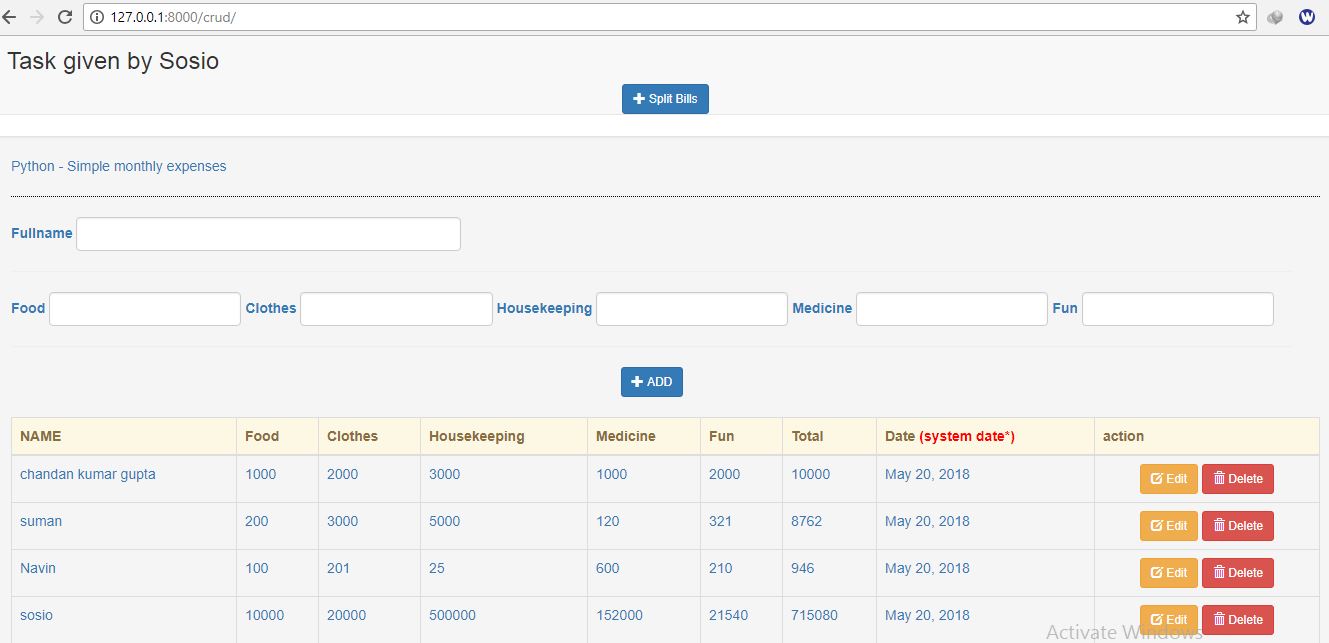 127.0.0.1:8000/crud/
W
Task given by Sosio
Split Bills
Python - Simple monthly expenses
Fullname
Food Clothes Housekeeping Medicine Fun
ADD
NAME Food Clothes Housekeeping Medicine Fun Total Date (system date*) action
chandan kumar gupta 1000 2000 3000 1000 2000 10000 May 20, 2018 Edit Delete
suman 200 3000 5000 120 321 8762 May 20, 2018 Edit Delete
Navin 100 201 25 600 210 946 May 20, 2018 Edit Delete
sosio 10000 20000 500000 152000 21540 715080 May 20, 2018 Edit Delete
Activate Windows